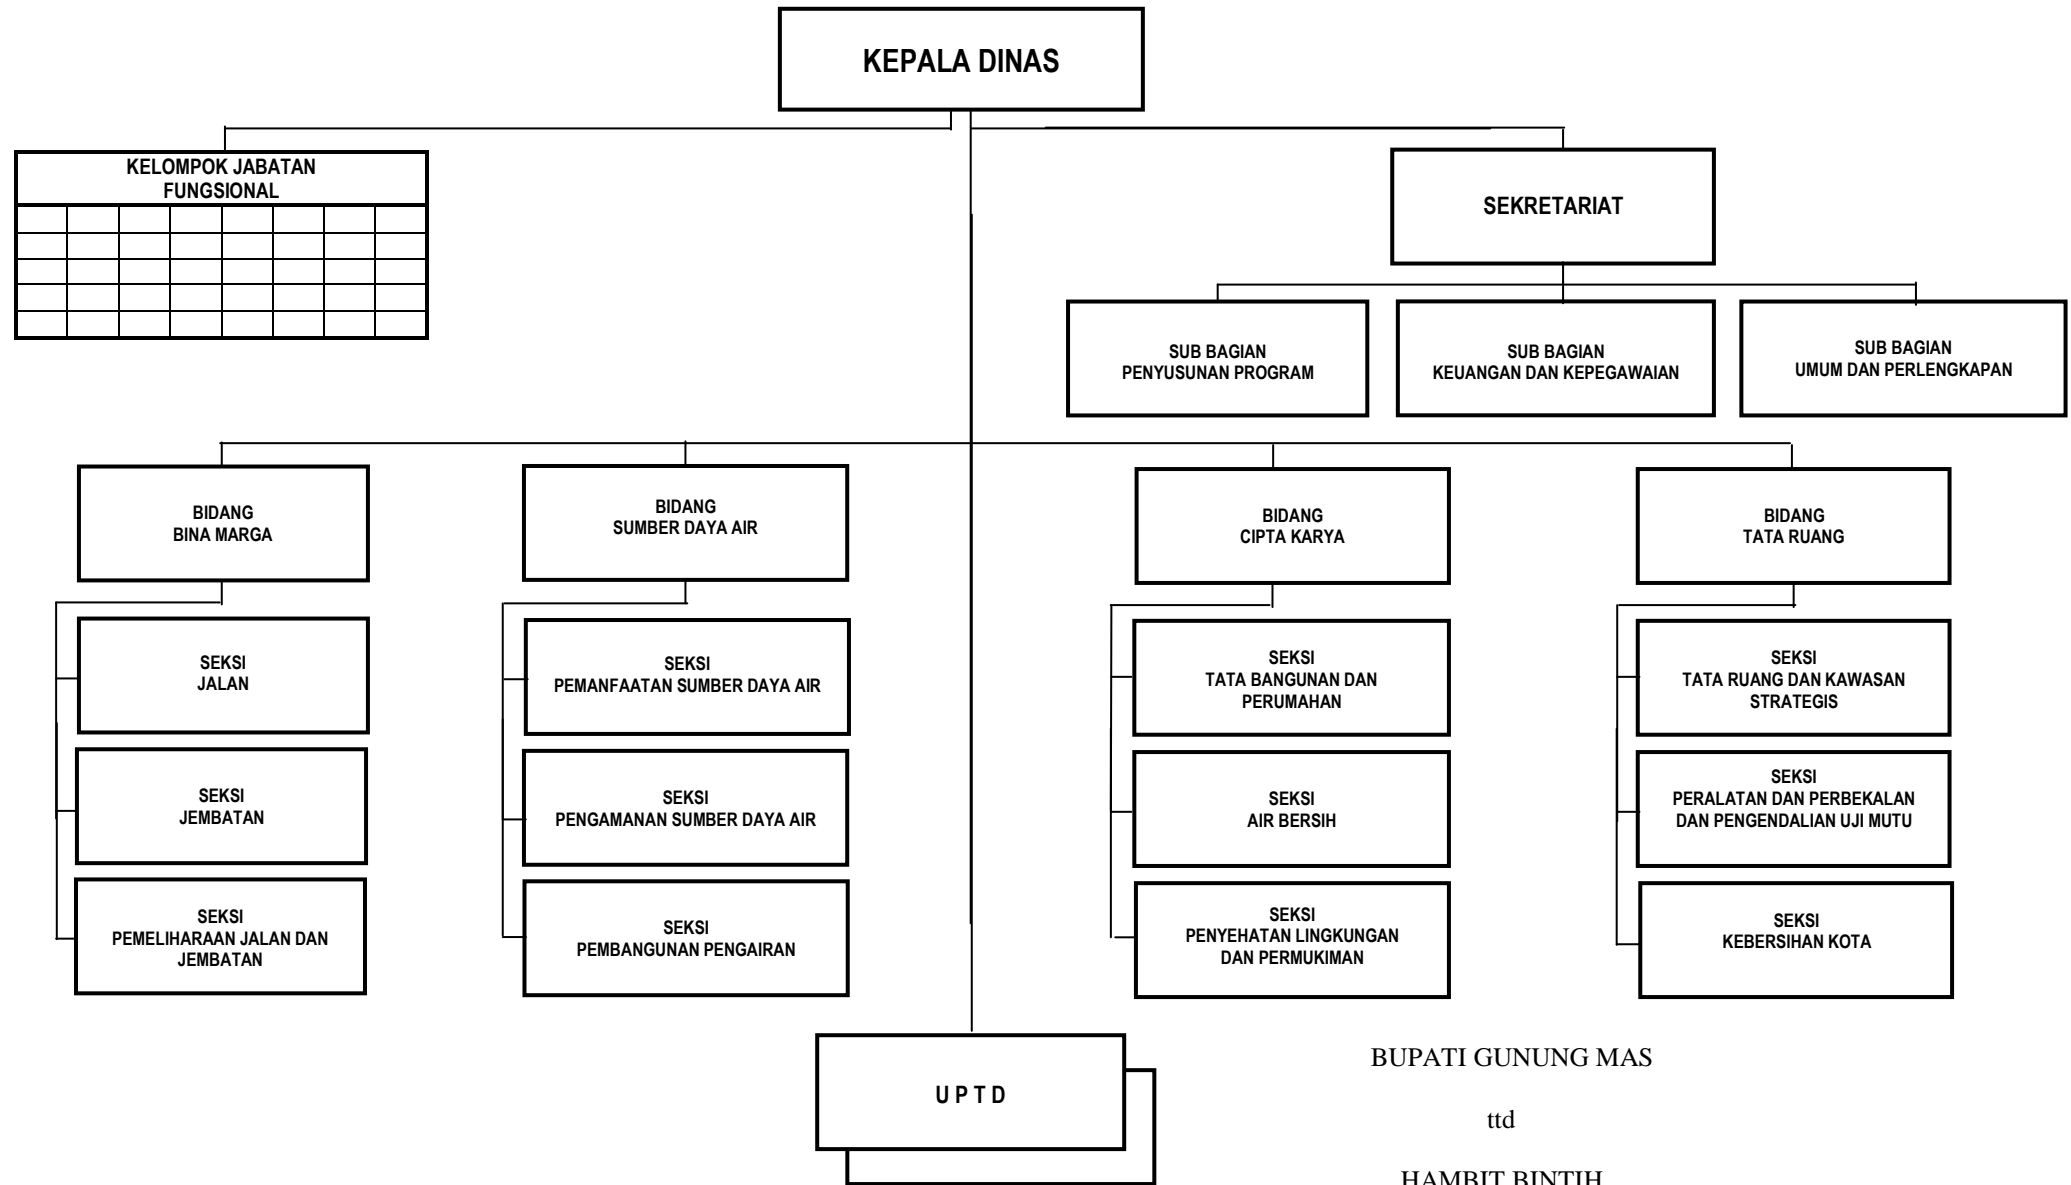 KEPALA DINAS
KELOMPOK JABATAN
FUNGSIONAL
SEKRETARIAT
SUB BAGIAN
PENYUSUNAN PROGRAM
SUB BAGIAN
KEUANGAN DAN KEPEGAWAIAN
SUB BAGIAN
UMUM DAN PERLENGKAPAN
BIDANG
BINA MARGA
BIDANG
SUMBER DAYA AIR
BIDANG
CIPTA KARYA
BIDANG
TATA RUANG
SEKSI
JALAN
SEKSI
PEMANFAATAN SUMBER DAYA AIR
SEKSI
TATA BANGUNAN DAN
PERUMAHAN
SEKSI
TATA RUANG DAN KAWASAN
STRATEGIS
SEKSI
JEMBATAN
SEKSI
PENGAMANAN SUMBER DAYA AIR
SEKSI
AIR BERSIH
SEKSI
PERALATAN DAN PERBEKALAN
DAN PENGENDALIAN UJI MUTU
SEKSI
PEMELIHARAAN JALAN DAN
JEMBATAN
SEKSI
PEMBANGUNAN PENGAIRAN
SEKSI
PENYEHATAN LINGKUNGAN
DAN PERMUKIMAN
SEKSI
KEBERSIHAN KOTA
U P T D
BUPATI GUNUNG MAS
ttd
HAMBIT BINTIH